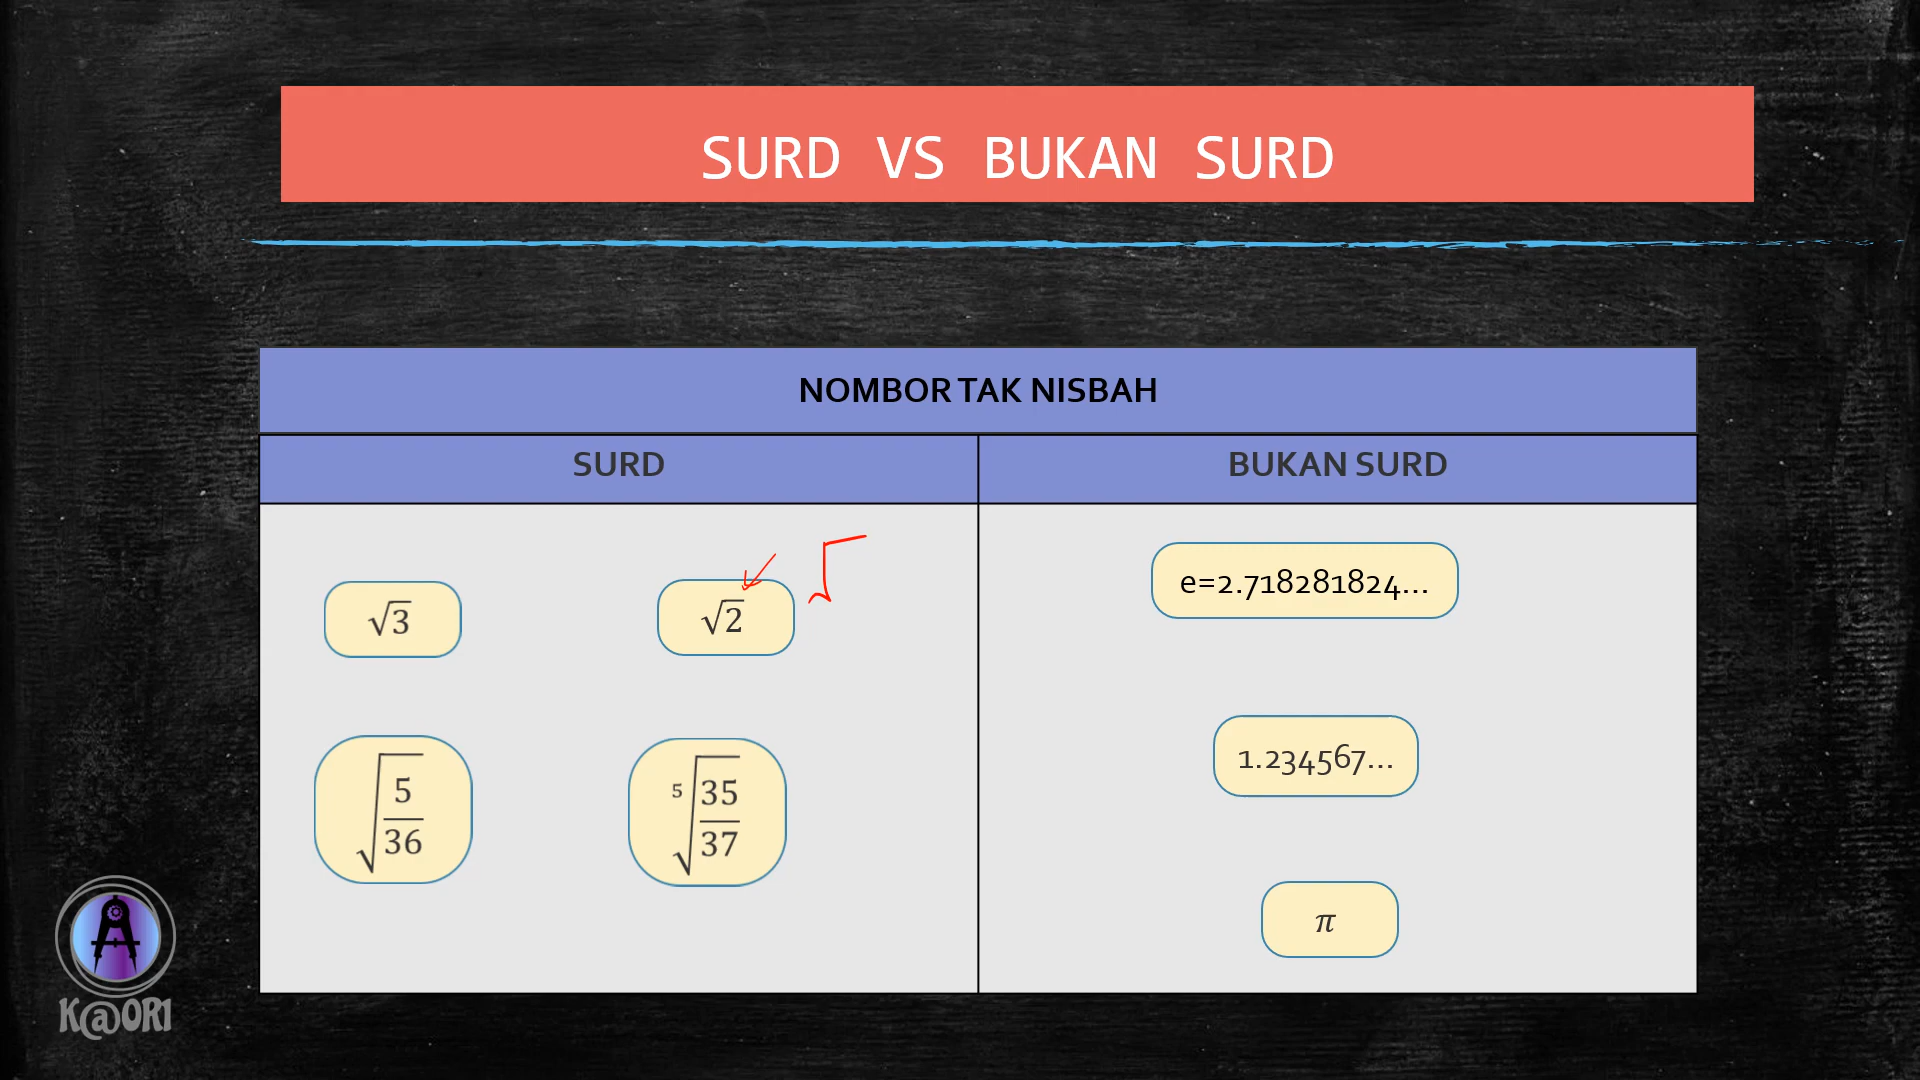 SURD VS BUKAN SURD
NOMBOR TAK NISBAH
SURD
BUKAN SURD
√3
√2
√
√(5/36)
⁵√(35/37)
e=2.718281824...
1.234567...
π
K@ORI